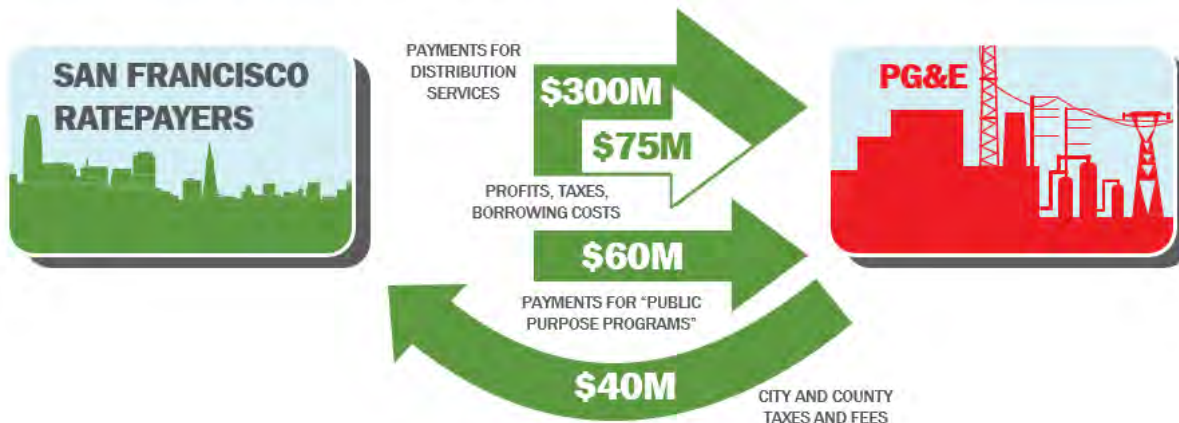 SAN FRANCISCO
RATEPAYERS
PAYMENTS FOR
DISTRIBUTION
SERVICES
$300M
$75M
PROFITS, TAXES,
BORROWING COSTS
$60M
PAYMENTS FOR “PUBLIC
PURPOSE PROGRAMS”
$40M
CITY AND COUNTY
TAXES AND FEES
PG&E